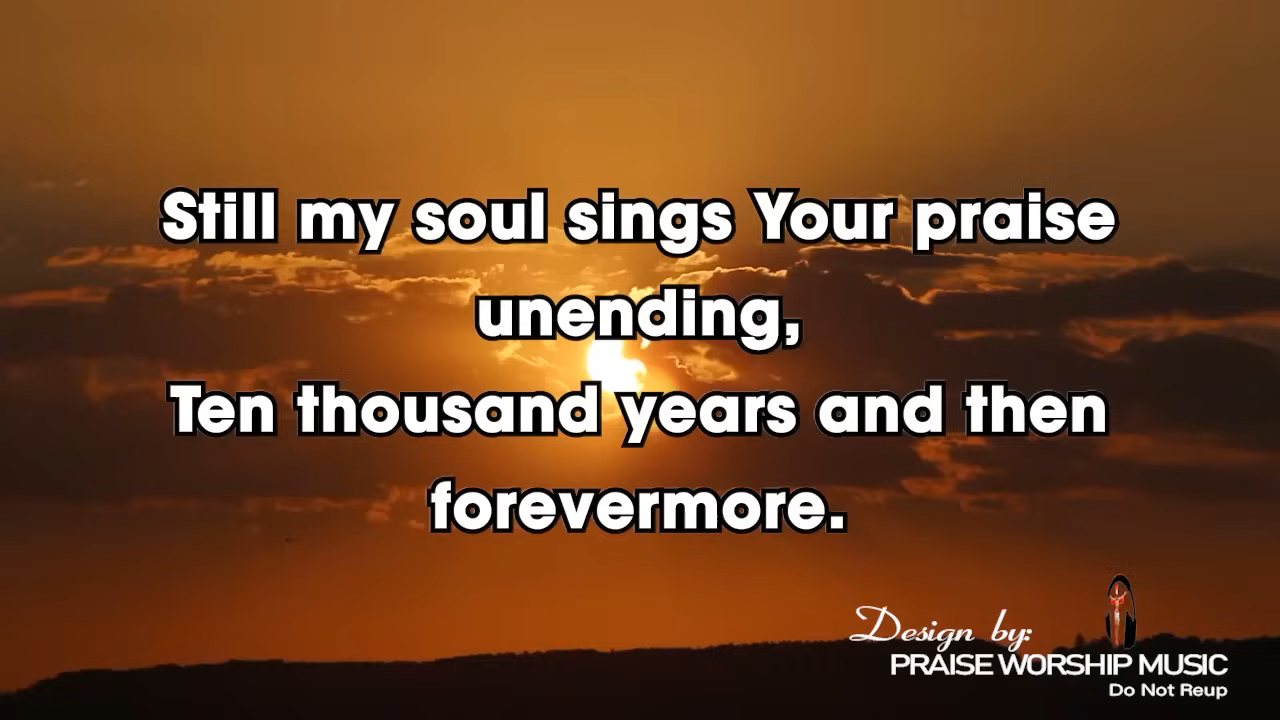 Still my soul sings Your praise
unending,
Ten thousand years and then
forevermore.
Design by:
PRAISE WORSHIP MUSIC
Do Not Reup